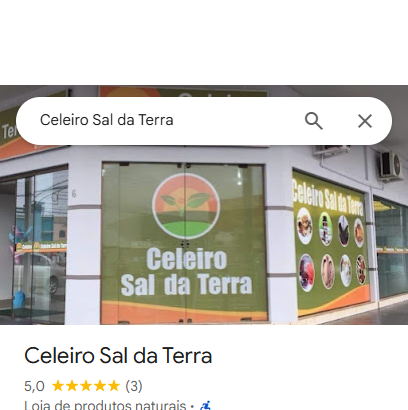 Celeiro Sal da Terra
Celeiro
Sal da Terra
Celeiro Sal da Terra
Celeiro Sal da Terra
5,0 (3)
Loja de produtos naturais ·